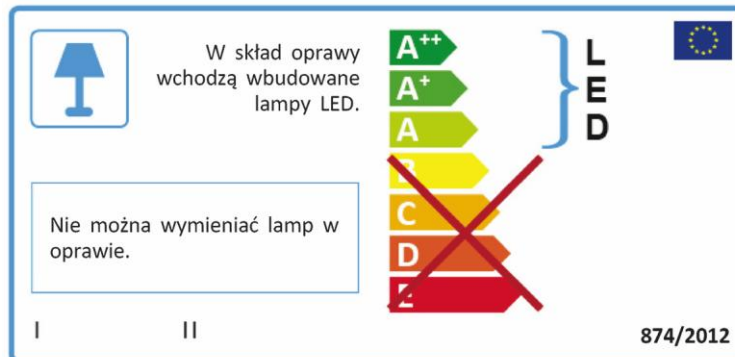 W skład oprawy
wchodzą wbudowane
lampy LED.
A++
A+
A
B
C
D
E
L
E
D
Nie można wymieniać lamp w
oprawie.
I II
874/2012